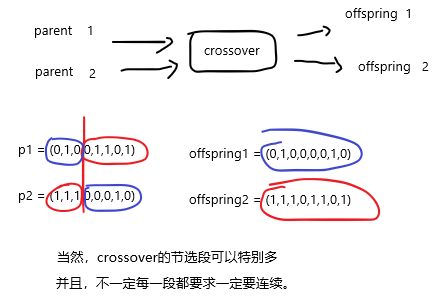 parent 1
parent 2
crossover
offspring 1
offspring 2
p1 = (0,1,0,0,1,1,0,1)
p2 = (1,1,1,0,0,0,1,0)
offspring1 = (0,1,0,0,0,0,1,0)
offspring2 = (1,1,1,0,1,1,0,1)
当然，crossover的节选段可以特别多
并且，不一定每一段都要求一定要连续。